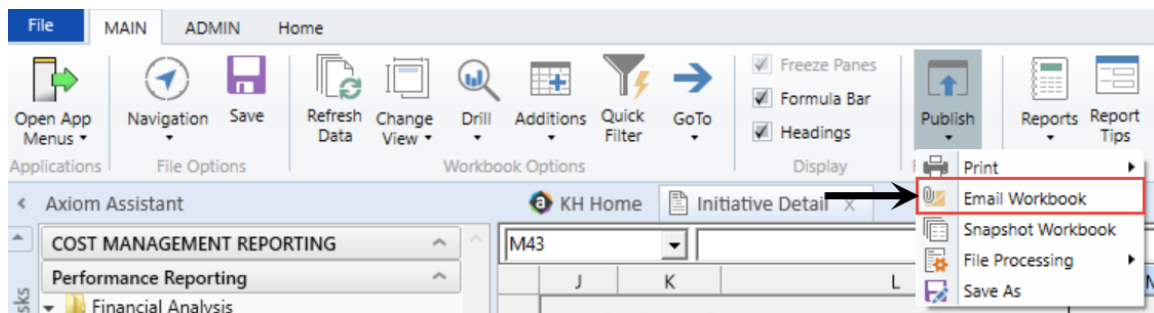 File MAIN ADMIN Home
Open App Menus Navigation Save Refresh Data Change View Drill Additions Quick Filter GoTo Freeze Panes Formula Bar Headings Publish Reports Report Tips
Applications File Options Workbook Options Display
Print
Axiom Assistant KH Home Initiative Detail x Email Workbook
COST MANAGEMENT REPORTING M43 Snapshot Workbook
Performance Reporting J K L File Processing
Financial Analysis Save As